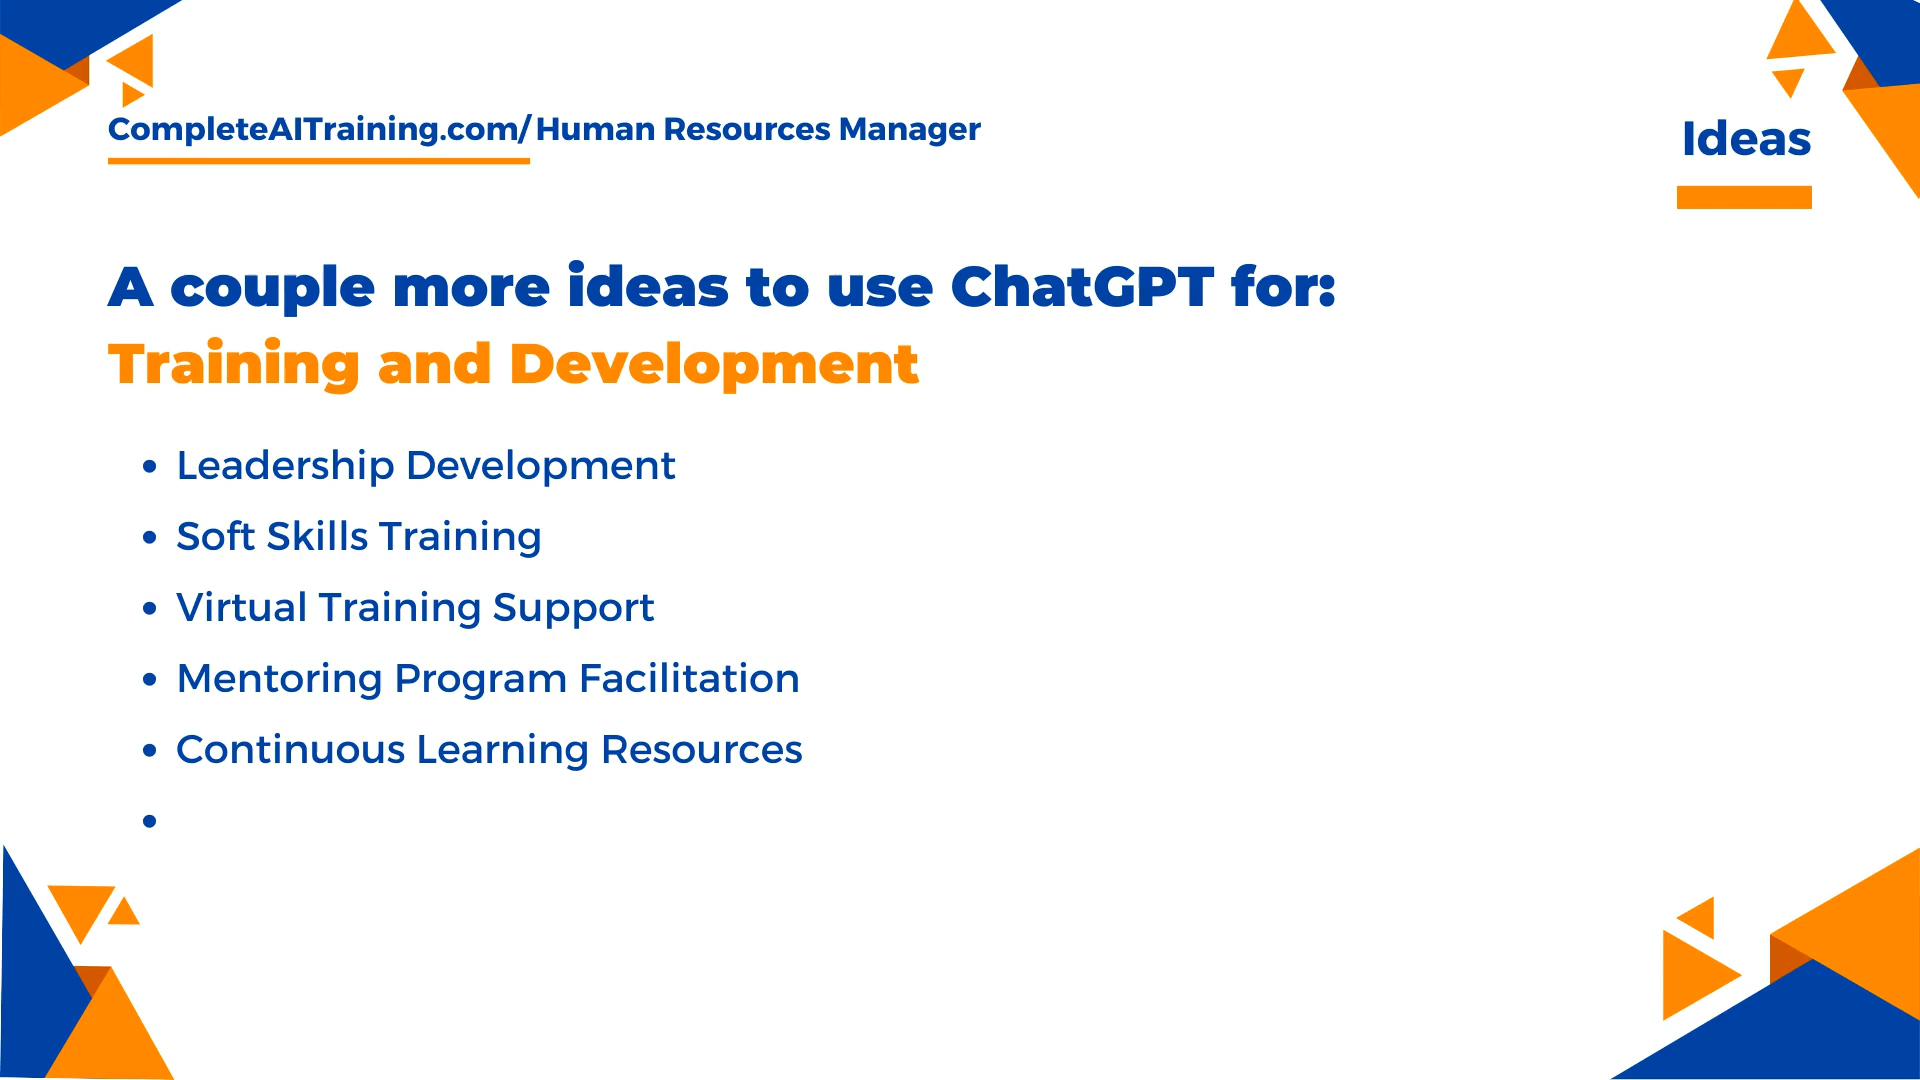 CompleteAITraining.com/Human Resources Manager
Ideas
A couple more ideas to use ChatGPT for:
Training and Development
• Leadership Development
• Soft Skills Training
• Virtual Training Support
• Mentoring Program Facilitation
• Continuous Learning Resources
•